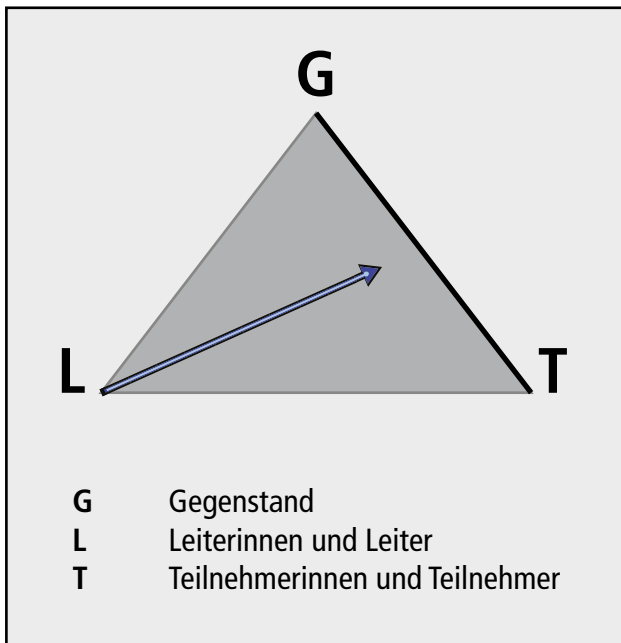 G
L
T
G Gegenstand
L Leiterinnen und Leiter
T Teilnehmerinnen und Teilnehmer